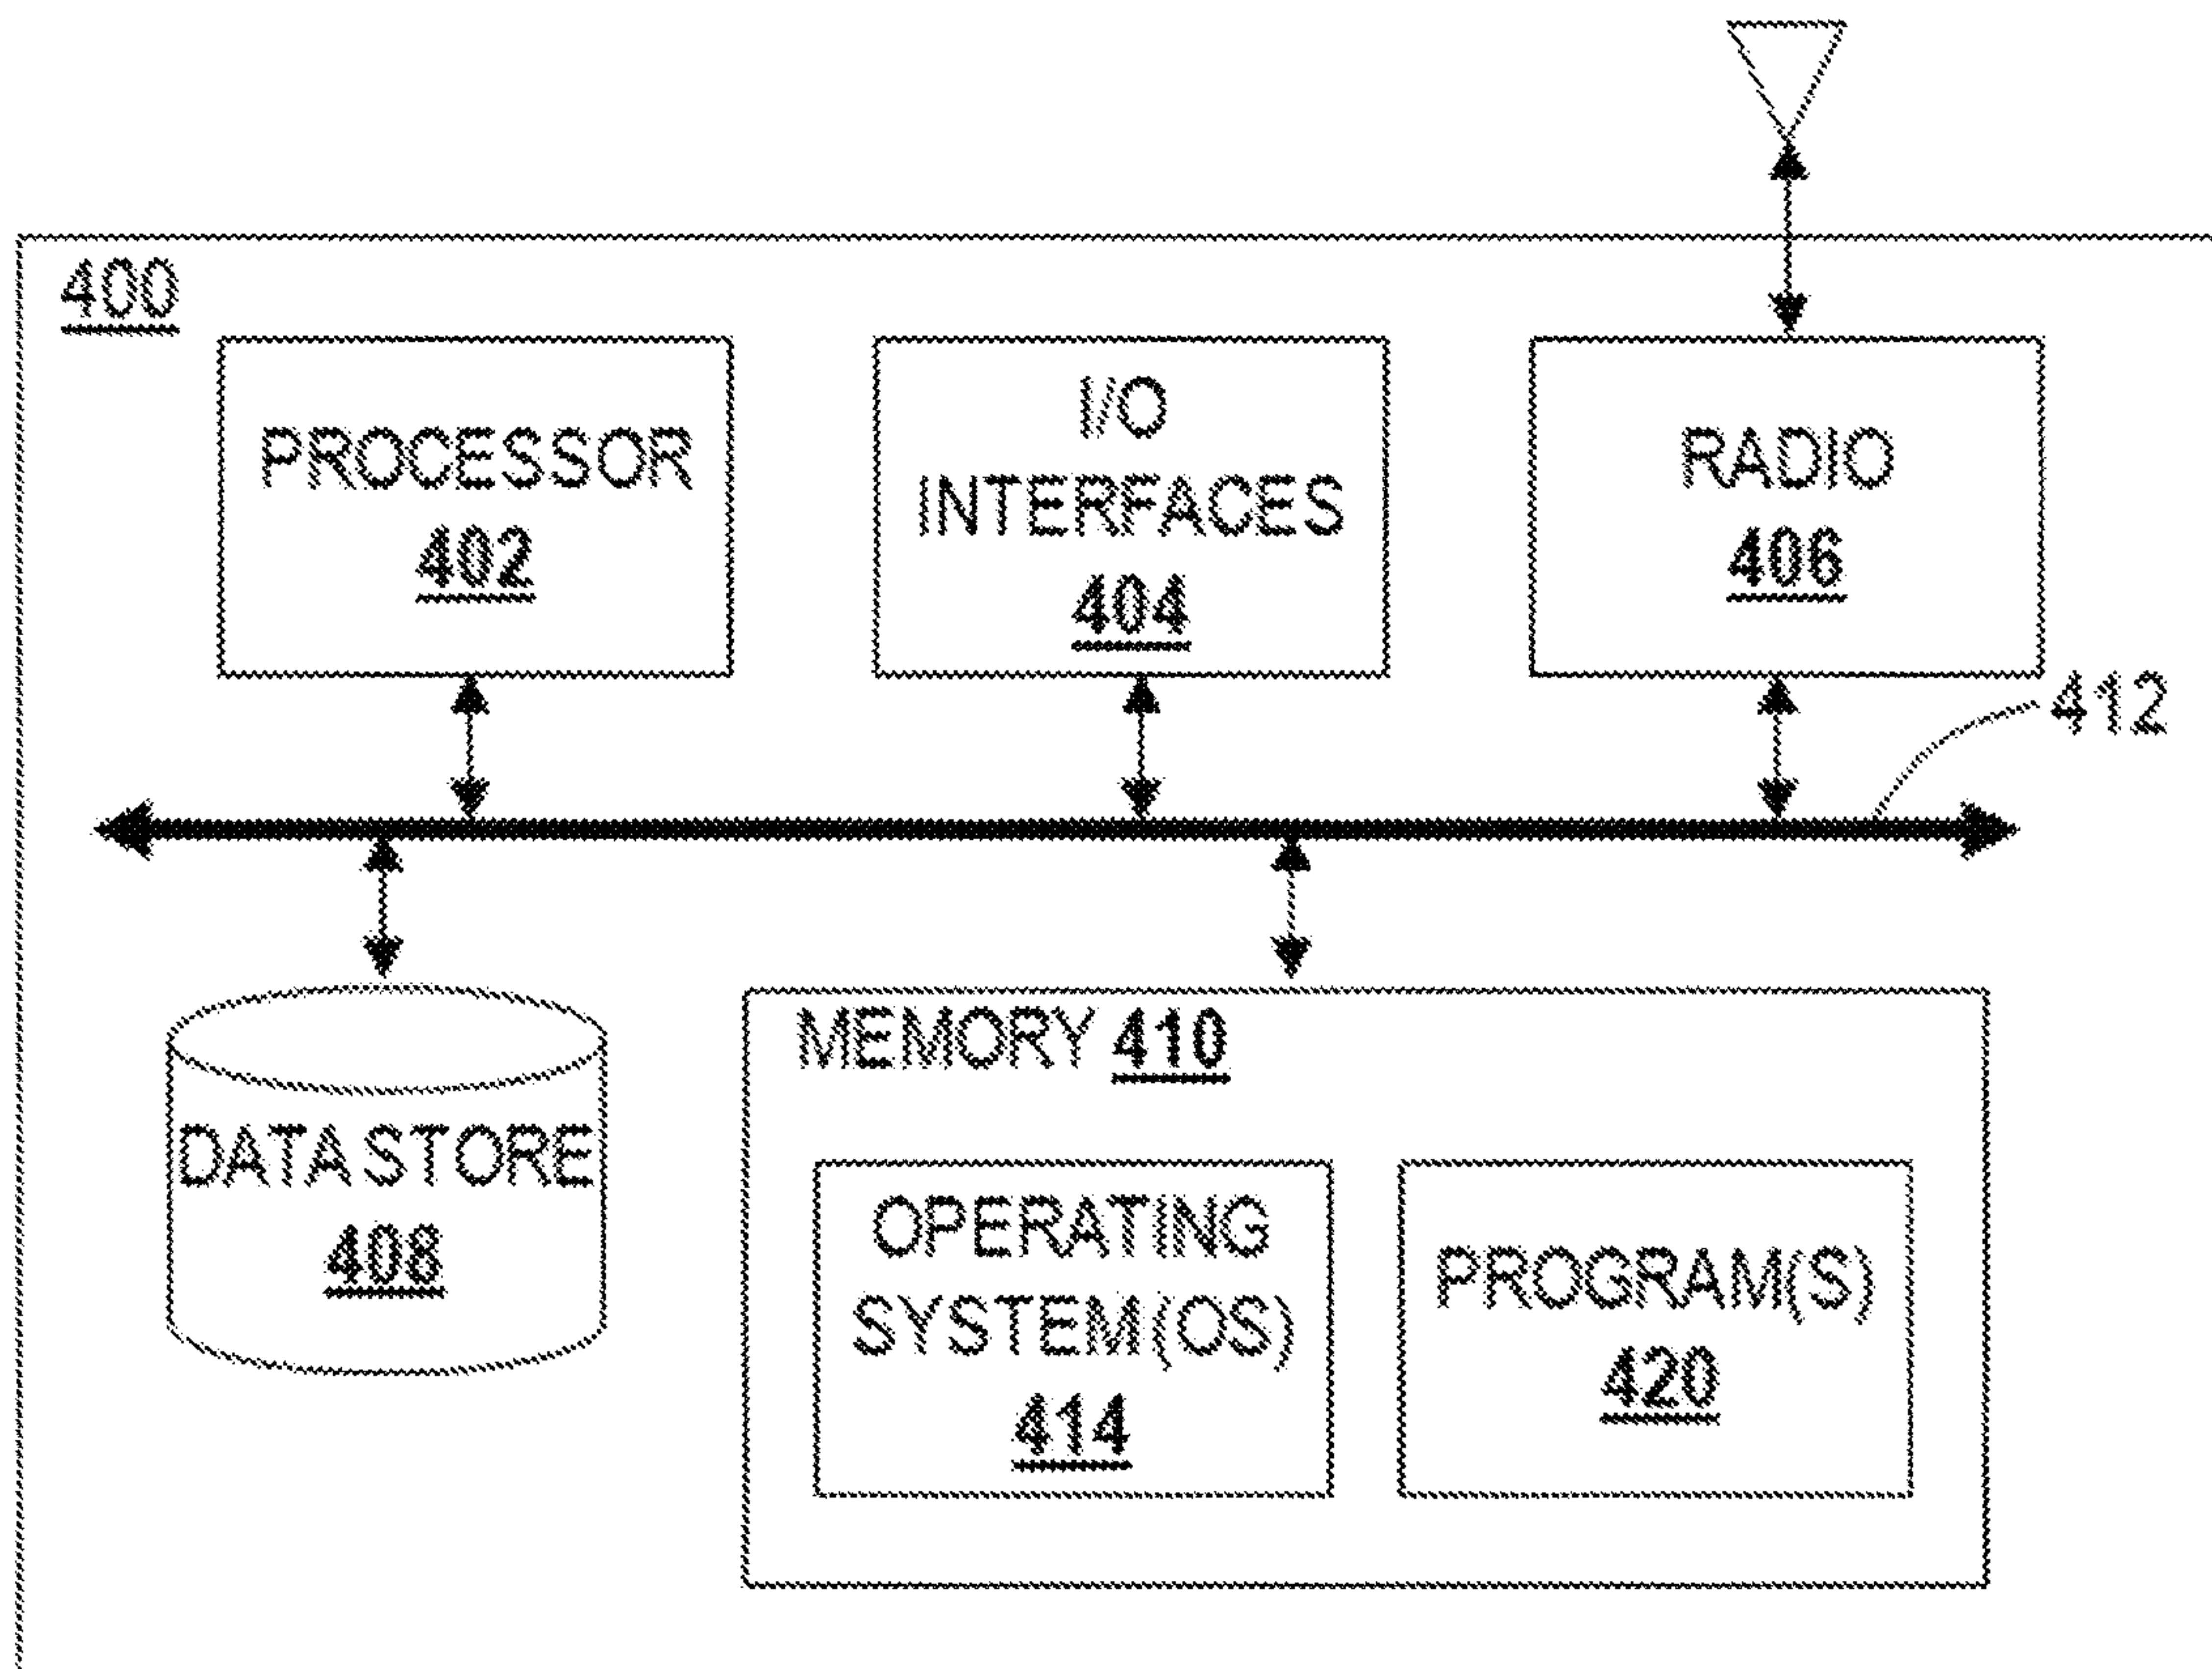 400
PROCESSOR
402
I/O
INTERFACES
404
RADIO
406
412
DATA STORE
408
MEMORY 410
OPERATING
SYSTEM (OS)
414
PROGRAM(S)
420